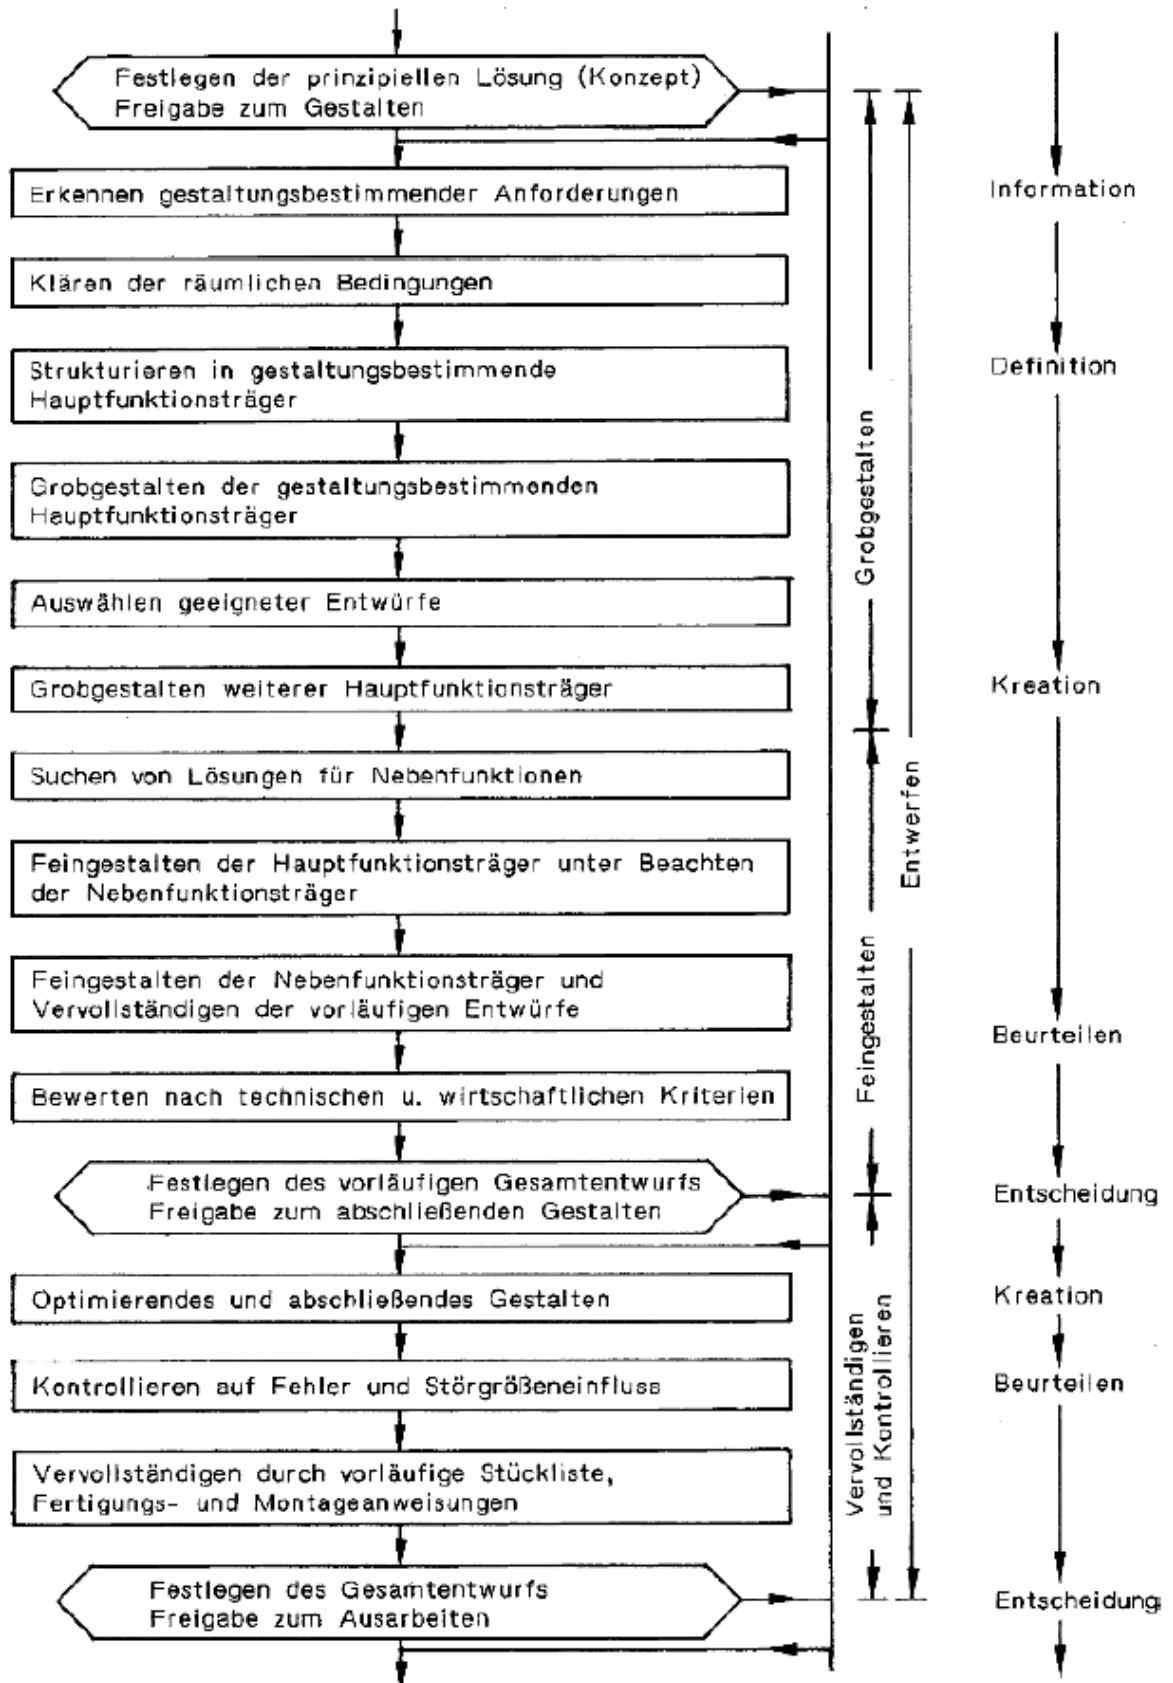 Festlegen der prinzipiellen Lösung (Konzept)
Freigabe zum Gestalten
Erkennen gestaltungsbestimmender Anforderungen
Klären der räumlichen Bedingungen
Strukturieren in gestaltungsbestimmende
Hauptfunktionsträger
Grobgestalten der gestaltungsbestimmenden
Hauptfunktionsträger
Auswählen geeigneter Entwürfe
Grobgestalten weiterer Hauptfunktionsträger
Suchen von Lösungen für Nebenfunktionen
Feingestalten der Hauptfunktionsträger unter Beachten
der Nebenfunktionsträger
Feingestalten der Nebenfunktionsträger und
Vervollständigen der vorläufigen Entwürfe
Bewerten nach technischen u. wirtschaftlichen Kriterien
Festlegen des vorläufigen Gesamtentwurfs
Freigabe zum abschließenden Gestalten
Optimierendes und abschließendes Gestalten
Kontrollieren auf Fehler und Störgrößeneinfluss
Vervollständigen durch vorläufige Stückliste,
Fertigungs- und Montageanweisungen
Festlegen des Gesamtentwurfs
Freigabe zum Ausarbeiten
Grobgestalten
Feingestalten
Vervollständigen
und Kontrollieren
Entwerfen
Information
Definition
Kreation
Beurteilen
Entscheidung
Kreation
Beurteilen
Entscheidung